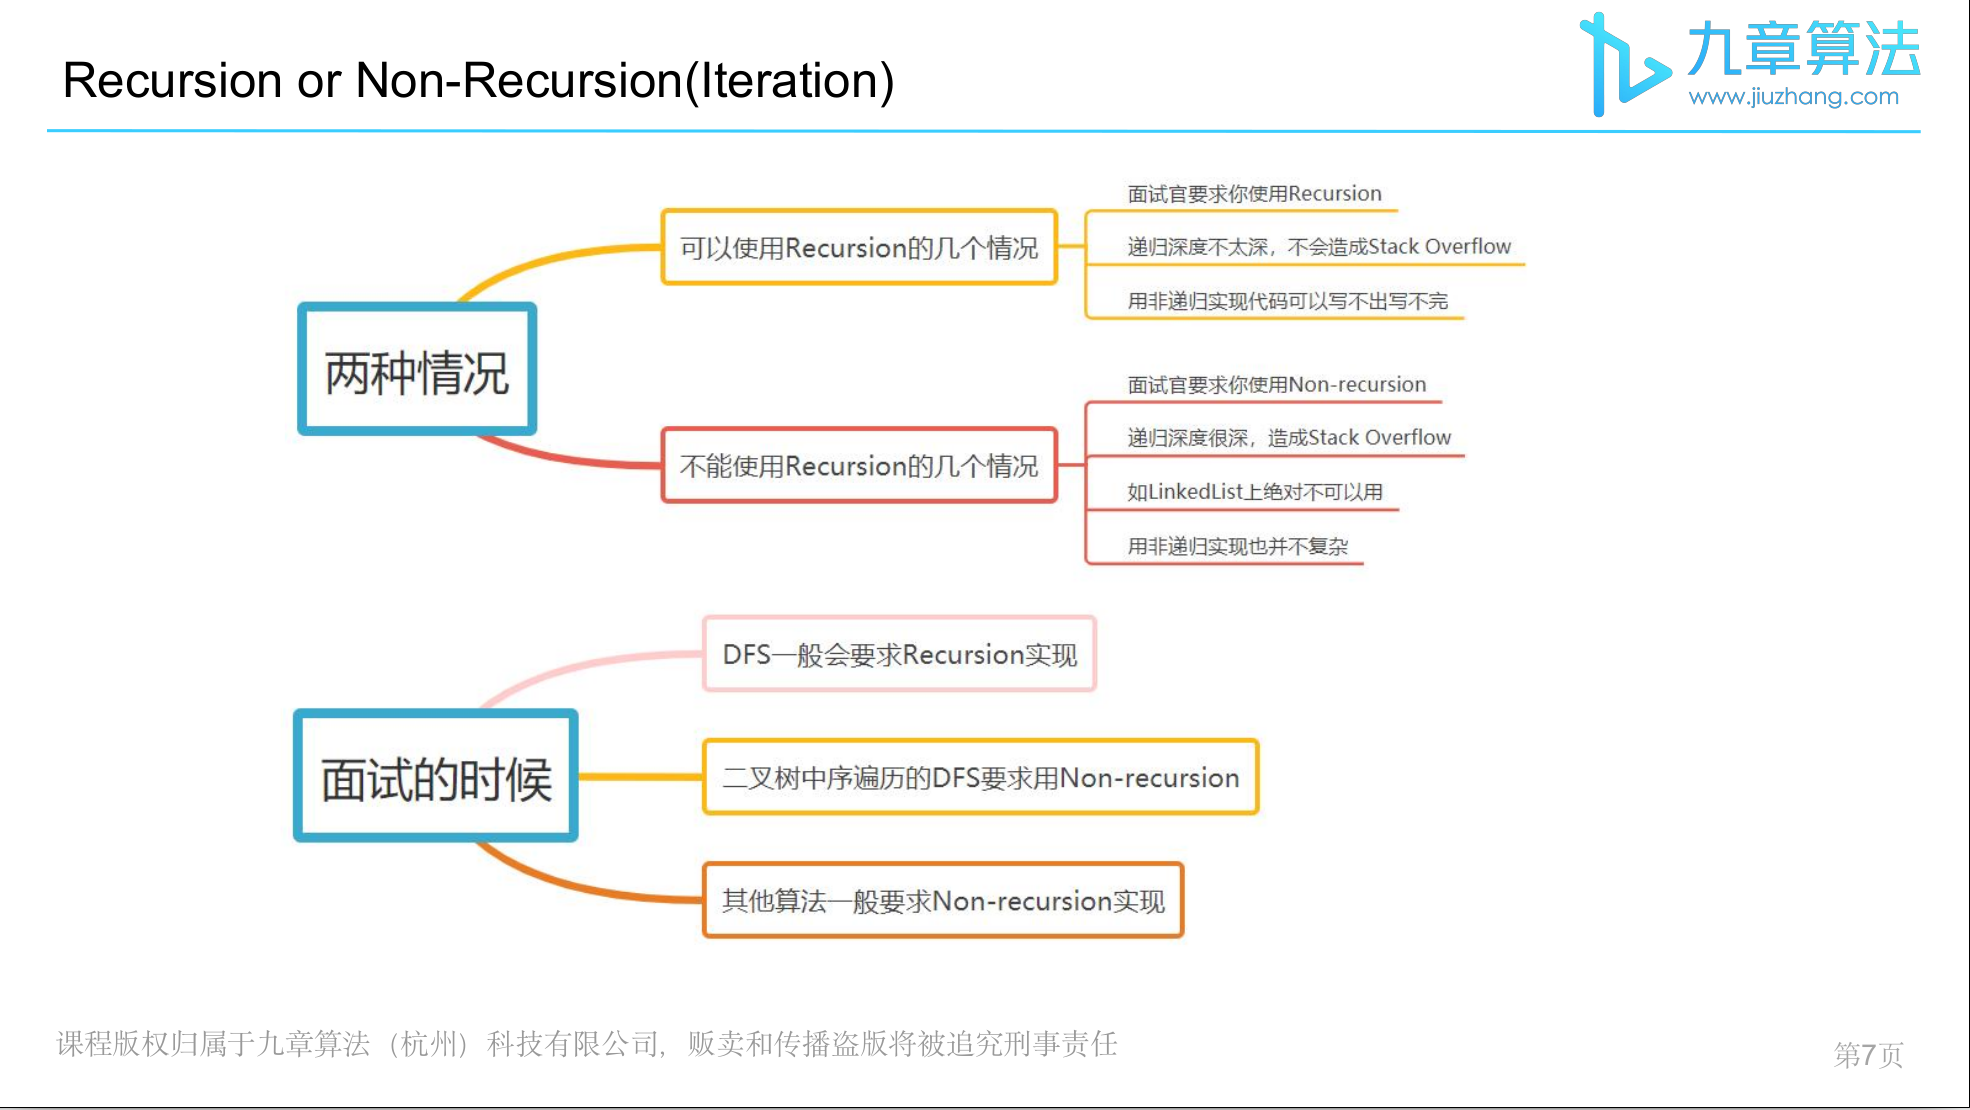 Recursion or Non-Recursion(Iteration)
九章算法
www.jiuzhang.com
两种情况
可以使用Recursion的几个情况
面试官要求你使用Recursion
递归深度不太深，不会造成Stack Overflow
用非递归实现代码可以写不出写不完
不能使用Recursion的几个情况
面试官要求你使用Non-recursion
递归深度很深，造成Stack Overflow
如LinkedList上绝对不可以用
用非递归实现也并不复杂
面试的时候
DFS一般会要求Recursion实现
二叉树中序遍历的DFS要求用Non-recursion
其他算法一般要求Non-recursion实现
课程版权归属于九章算法（杭州）科技有限公司，贩卖和传播盗版将被追究刑事责任
第7页